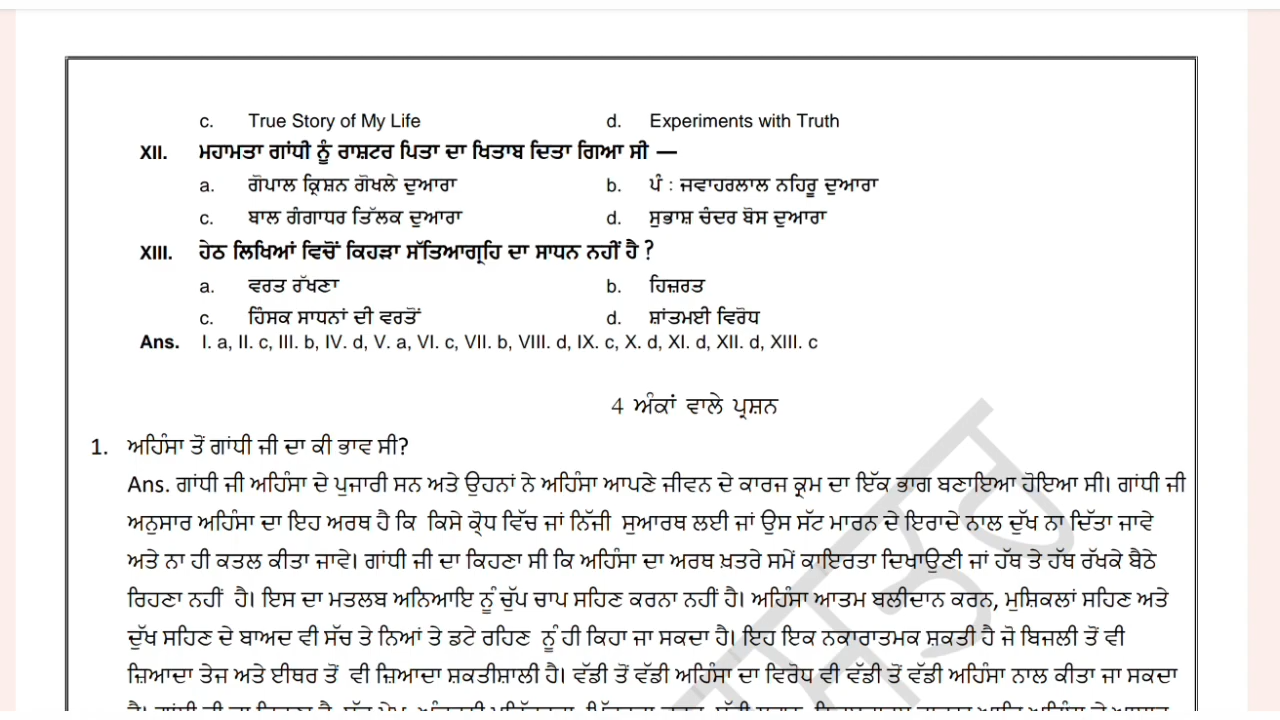 c. True Story of My Life d. Experiments with Truth
XII. ਮਹਾਮਤਾ ਗਾਂਧੀ ਨੂੰ ਰਾਸ਼ਟਰ ਪਿਤਾ ਦਾ ਖਿਤਾਬ ਦਿਤਾ ਗਿਆ ਸੀ —
a. ਗੋਪਾਲ ਕ੍ਰਿਸ਼ਨ ਗੋਖਲੇ ਦੁਆਰਾ b. ਪੰ : ਜਵਾਹਰਲਾਲ ਨਹਿਰੂ ਦੁਆਰਾ
c. ਬਾਲ ਗੰਗਾਧਰ ਤਿੱਲਕ ਦੁਆਰਾ d. ਸੁਭਾਸ਼ ਚੰਦਰ ਬੋਸ ਦੁਆਰਾ
XIII. ਹੇਠ ਲਿਖਿਆਂ ਵਿਚੋਂ ਕਿਹੜਾ ਸੱਤਿਆਗ੍ਰਹਿ ਦਾ ਸਾਧਨ ਨਹੀਂ ਹੈ ?
a. ਵਰਤ ਰੱਖਣਾ b. ਹਿਜ਼ਰਤ
c. ਹਿੰਸਕ ਸਾਧਨਾਂ ਦੀ ਵਰਤੋਂ d. ਸ਼ਾਂਤਮਈ ਵਿਰੋਧ
Ans. I. a, II. c, III. b, IV. d, V. a, VI. c, VII. b, VIII. d, IX. c, X. d, XI. d, XII. d, XIII. c
4 ਅੰਕਾਂ ਵਾਲੇ ਪ੍ਰਸ਼ਨ
1. ਅਹਿੰਸਾ ਤੋਂ ਗਾਂਧੀ ਜੀ ਦਾ ਕੀ ਭਾਵ ਸੀ?
Ans. ਗਾਂਧੀ ਜੀ ਅਹਿੰਸਾ ਦੇ ਪੁਜਾਰੀ ਸਨ ਅਤੇ ਉਹਨਾਂ ਨੇ ਅਹਿੰਸਾ ਆਪਣੇ ਜੀਵਨ ਦੇ ਕਾਰਜ ਕ੍ਰਮ ਦਾ ਇੱਕ ਭਾਗ ਬਣਾਇਆ ਹੋਇਆ ਸੀ। ਗਾਂਧੀ ਜੀ
ਅਨੁਸਾਰ ਅਹਿੰਸਾ ਦਾ ਇਹ ਅਰਥ ਹੈ ਕਿ ਕਿਸੇ ਕ੍ਰੋਧ ਵਿੱਚ ਜਾਂ ਨਿੱਜੀ ਸੁਆਰਥ ਲਈ ਜਾਂ ਉਸ ਸੱਟ ਮਾਰਨ ਦੇ ਇਰਾਦੇ ਨਾਲ ਦੁੱਖ ਨਾ ਦਿੱਤਾ ਜਾਵੇ
ਅਤੇ ਨਾ ਹੀ ਕਤਲ ਕੀਤਾ ਜਾਵੇ। ਗਾਂਧੀ ਜੀ ਦਾ ਕਿਹਣਾ ਸੀ ਕਿ ਅਹਿੰਸਾ ਦਾ ਅਰਥ ਖ਼ਤਰੇ ਸਮੇਂ ਕਾਇਰਤਾ ਦਿਖਾਉਣੀ ਜਾਂ ਹੱਥ ਤੇ ਹੱਥ ਰੱਖਕੇ ਬੈਠੇ
ਰਿਹਣਾ ਨਹੀਂ ਹੈ। ਇਸ ਦਾ ਮਤਲਬ ਅਨਿਆਇ ਨੂੰ ਚੁੱਪ ਚਾਪ ਸਹਿਣ ਕਰਨਾ ਨਹੀਂ ਹੈ। ਅਹਿੰਸਾ ਆਤਮ ਬਲੀਦਾਨ ਕਰਨ, ਮੁਸ਼ਿਕਲਾਂ ਸਹਿਣ ਅਤੇ
ਦੁੱਖ ਸਹਿਣ ਦੇ ਬਾਅਦ ਵੀ ਸੱਚ ਤੇ ਨਿਆਂ ਤੇ ਡਟੇ ਰਹਿਣ ਨੂੰ ਹੀ ਕਿਹਾ ਜਾ ਸਕਦਾ ਹੈ। ਇਹ ਇਕ ਨਕਾਰਾਤਮਕ ਸ਼ਕਤੀ ਹੈ ਜੋ ਬਿਜਲੀ ਤੋਂ ਵੀ
ਜ਼ਿਆਦਾ ਤੇਜ ਅਤੇ ਈਥਰ ਤੋਂ ਵੀ ਜ਼ਿਆਦਾ ਸ਼ਕਤੀਸ਼ਾਲੀ ਹੈ। ਵੱਡੀ ਤੋਂ ਵੱਡੀ ਅਹਿੰਸਾ ਦਾ ਵਿਰੋਧ ਵੀ ਵੱਡੀ ਤੋਂ ਵੱਡੀ ਅਹਿੰਸਾ ਨਾਲ ਕੀਤਾ ਜਾ ਸਕਦਾ